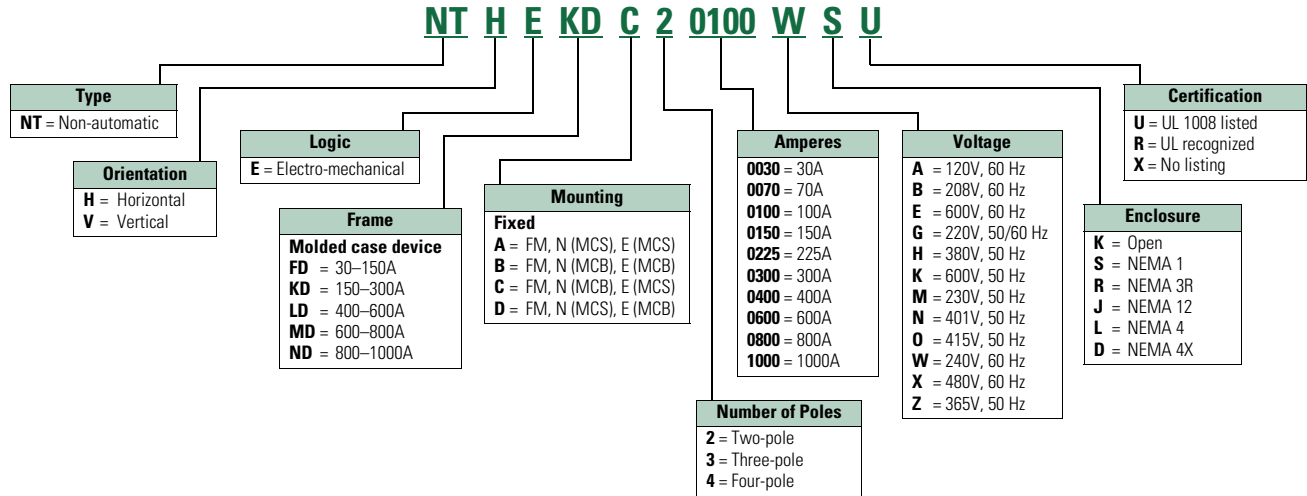 NT H E KD C 2 0100 W S U
Type
NT = Non-automatic
Orientation
H = Horizontal
V = Vertical
Logic
E = Electro-mechanical
Frame
Molded case device
FD = 30–150A
KD = 150–300A
LD = 400–600A
MD = 600–800A
ND = 800–1000A
Mounting
Fixed
A = FM, N (MCS), E (MCS)
B = FM, N (MCB), E (MCB)
C = FM, N (MCB), E (MCS)
D = FM, N (MCS), E (MCB)
Number of Poles
2 = Two-pole
3 = Three-pole
4 = Four-pole
Amperes
0030 = 30A
0070 = 70A
0100 = 100A
0150 = 150A
0225 = 225A
0300 = 300A
0400 = 400A
0600 = 600A
0800 = 800A
1000 = 1000A
Voltage
A = 120V, 60 Hz
B = 208V, 60 Hz
E = 600V, 60 Hz
G = 220V, 50/60 Hz
H = 380V, 50 Hz
K = 600V, 50 Hz
M = 230V, 50 Hz
N = 401V, 50 Hz
O = 415V, 50 Hz
W = 240V, 60 Hz
X = 480V, 60 Hz
Z = 365V, 50 Hz
Enclosure
K = Open
S = NEMA 1
R = NEMA 3R
J = NEMA 12
L = NEMA 4
D = NEMA 4X
Certification
U = UL 1008 listed
R = UL recognized
X = No listing